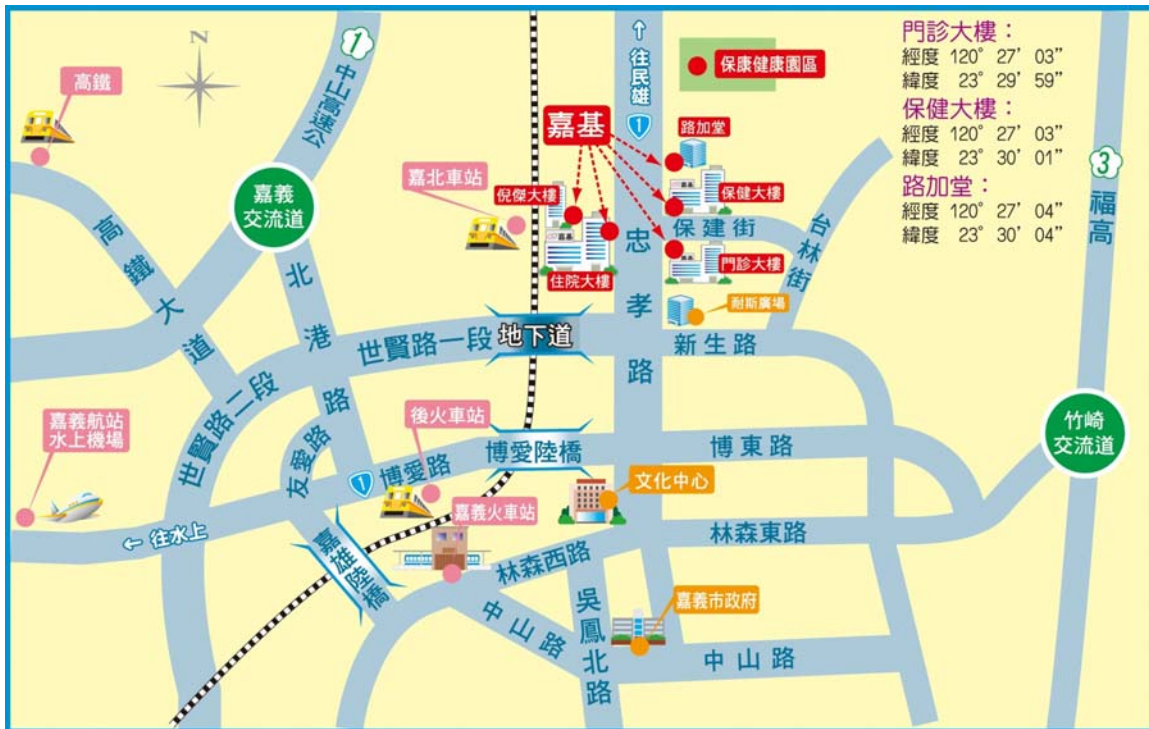 N
高鐵
1
中山高速公
嘉義
交流道
高鐵大道
北港路
嘉北車站
↑往民雄
1
保康健康園區
嘉基
路加堂
倪傑大樓
嘉基
住院大樓
嘉基
保健大樓
保建街
嘉基
門診大樓
耐斯廣場
台林街
忠孝路
門診大樓:
經度 120° 27’ 03”
緯度 23° 29’ 59”
保健大樓:
經度 120° 27’ 03”
緯度 23° 30’ 01”
路加堂:
經度 120° 27’ 04”
緯度 23° 30’ 04”
3
福高
世賢路一段
地下道
新生路
世賢路二段
友愛路
嘉義航站
水上機場
後火車站
1
博愛路
博愛陸橋
博東路
竹崎
交流道
←往水上
嘉義火車站
文化中心
嘉雄陸橋
林森西路
林森東路
中山路
吳鳳北路
嘉義市政府
中山路